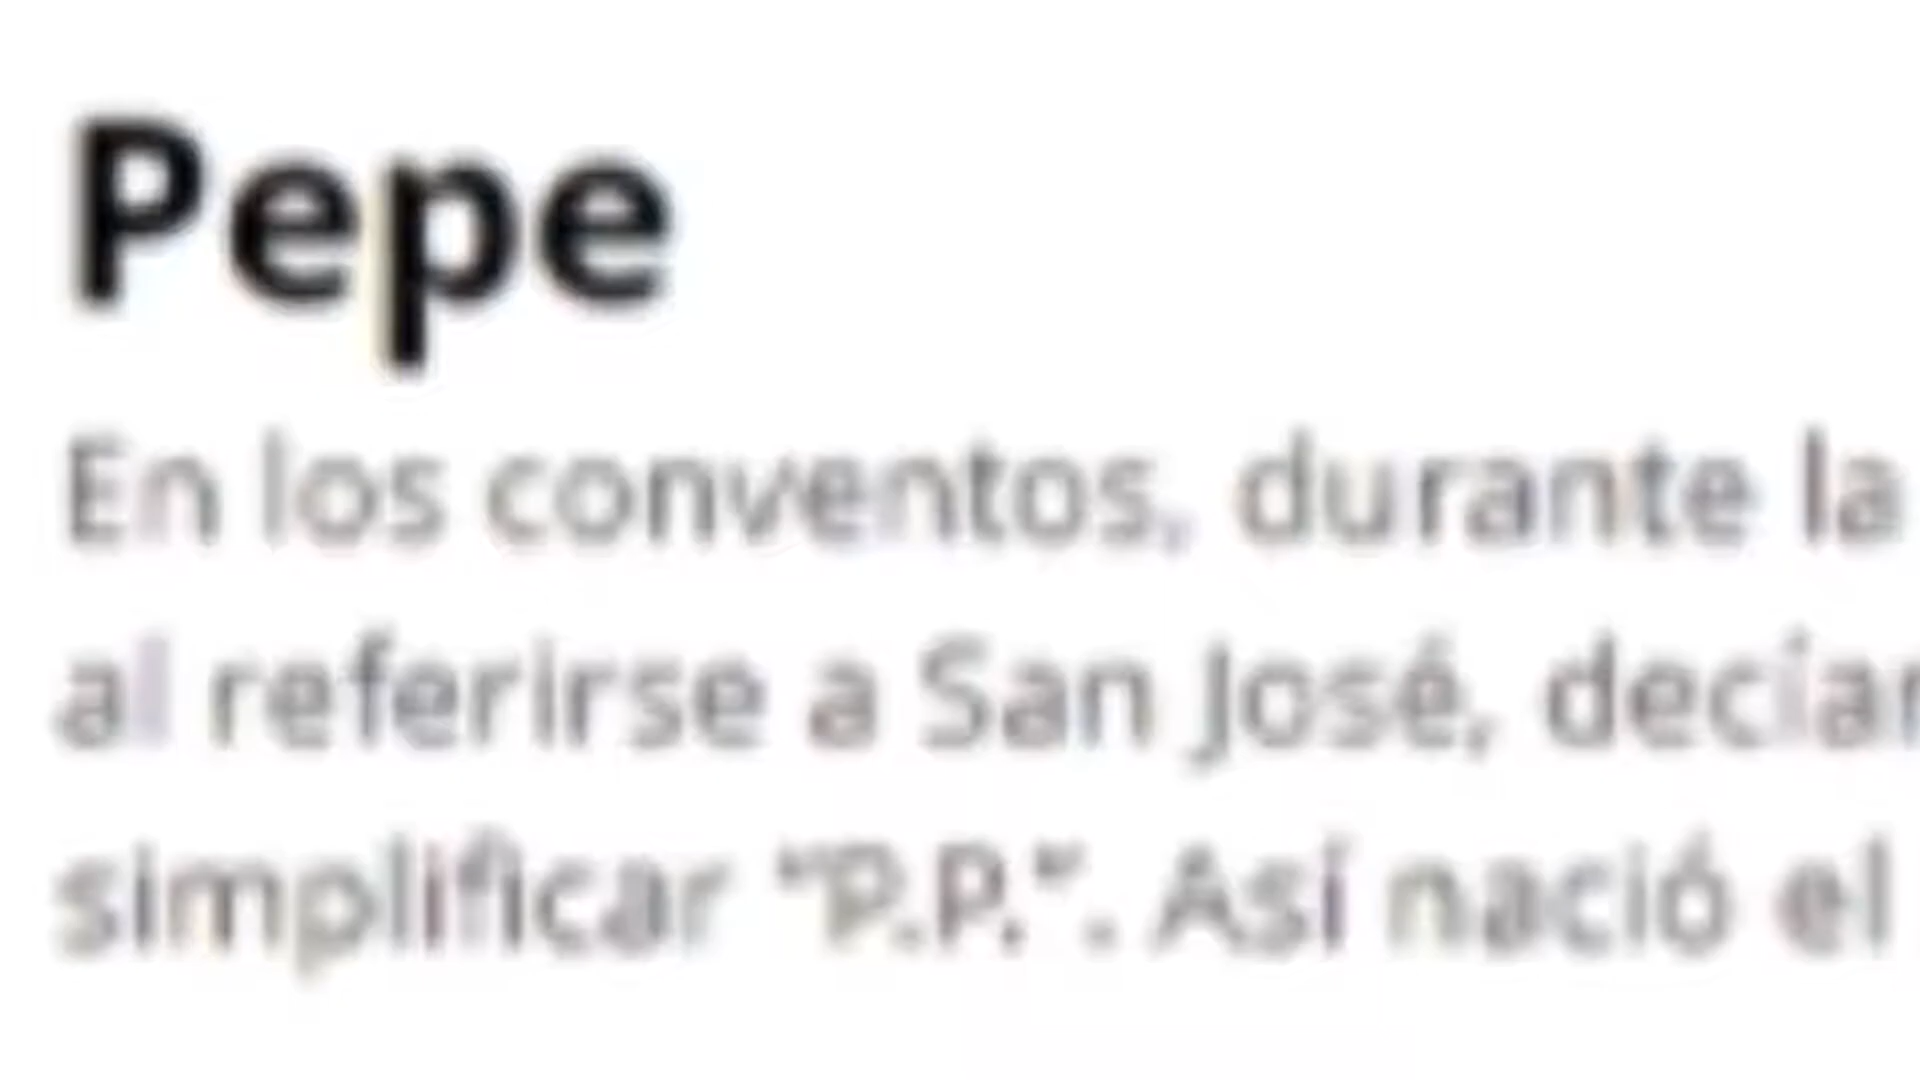 Pepe
En los conventos, durante la
al referirse a San José, decían
simplificar "P.P.". Así nació el